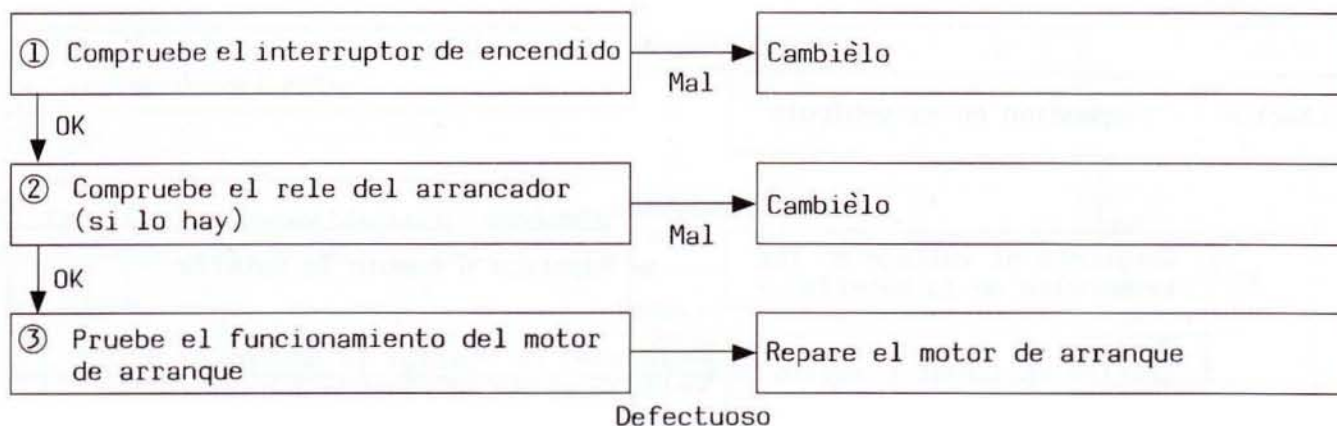 ① Compruebe el interruptor de encendido
Mal
Cambièlo
OK
② Compruebe el rele del arrancador
(si lo hay)
Mal
Cambièlo
OK
③ Pruebe el funcionamiento del motor
de arranque
Repare el motor de arranque
Defectuoso